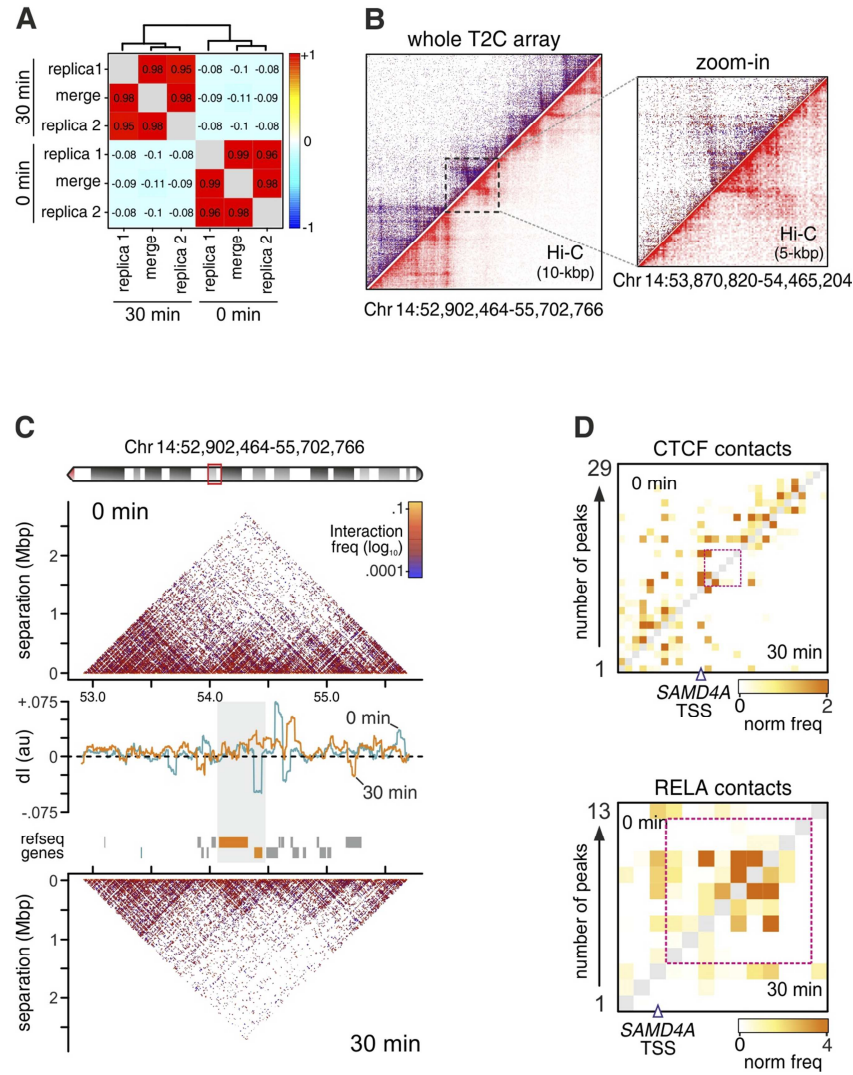 A
+1
0
-1
30 min
0 min
replica1
0.98
0.95
-0.08
-0.1
-0.08
merge
0.98
0.98
-0.09
-0.11
-0.09
replica 2
0.95
0.98
-0.08
-0.1
-0.08
replica 1
-0.08
-0.1
-0.08
0.99
0.96
merge
-0.09
-0.11
-0.09
0.99
0.98
replica 2
-0.08
-0.1
-0.08
0.96
0.98
replica 1
merge
replica 2
replica 1
merge
replica 2
30 min
0 min
B
whole T2C array
zoom-in
Hi-C
(10-kbp)
Chr 14:52,902,464-55,702,766
Hi-C
(5-kbp)
Chr 14:53,870,820-54,465,204
C
Chr 14:52,902,464-55,702,766
0 min
.1
Interaction
freq (log10)
.0001
separation (Mbp)
2
1
0
53.0
54.0
55.0
+.075
dI (au)
0
-.075
0 min
30 min
refseq
genes
separation (Mbp)
0
1
2
30 min
D
CTCF contacts
29
0 min
number of peaks
1
30 min
SAMD4A
TSS
0
2
norm freq
RELA contacts
13
0 min
number of peaks
1
30 min
SAMD4A
TSS
0
4
norm freq